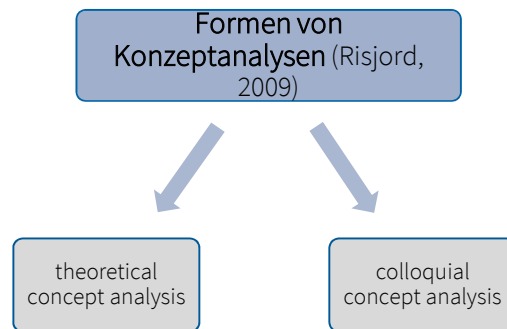 Formen von
Konzeptanalysen (Risjord,
2009)
theoretical
concept analysis
colloquial
concept analysis